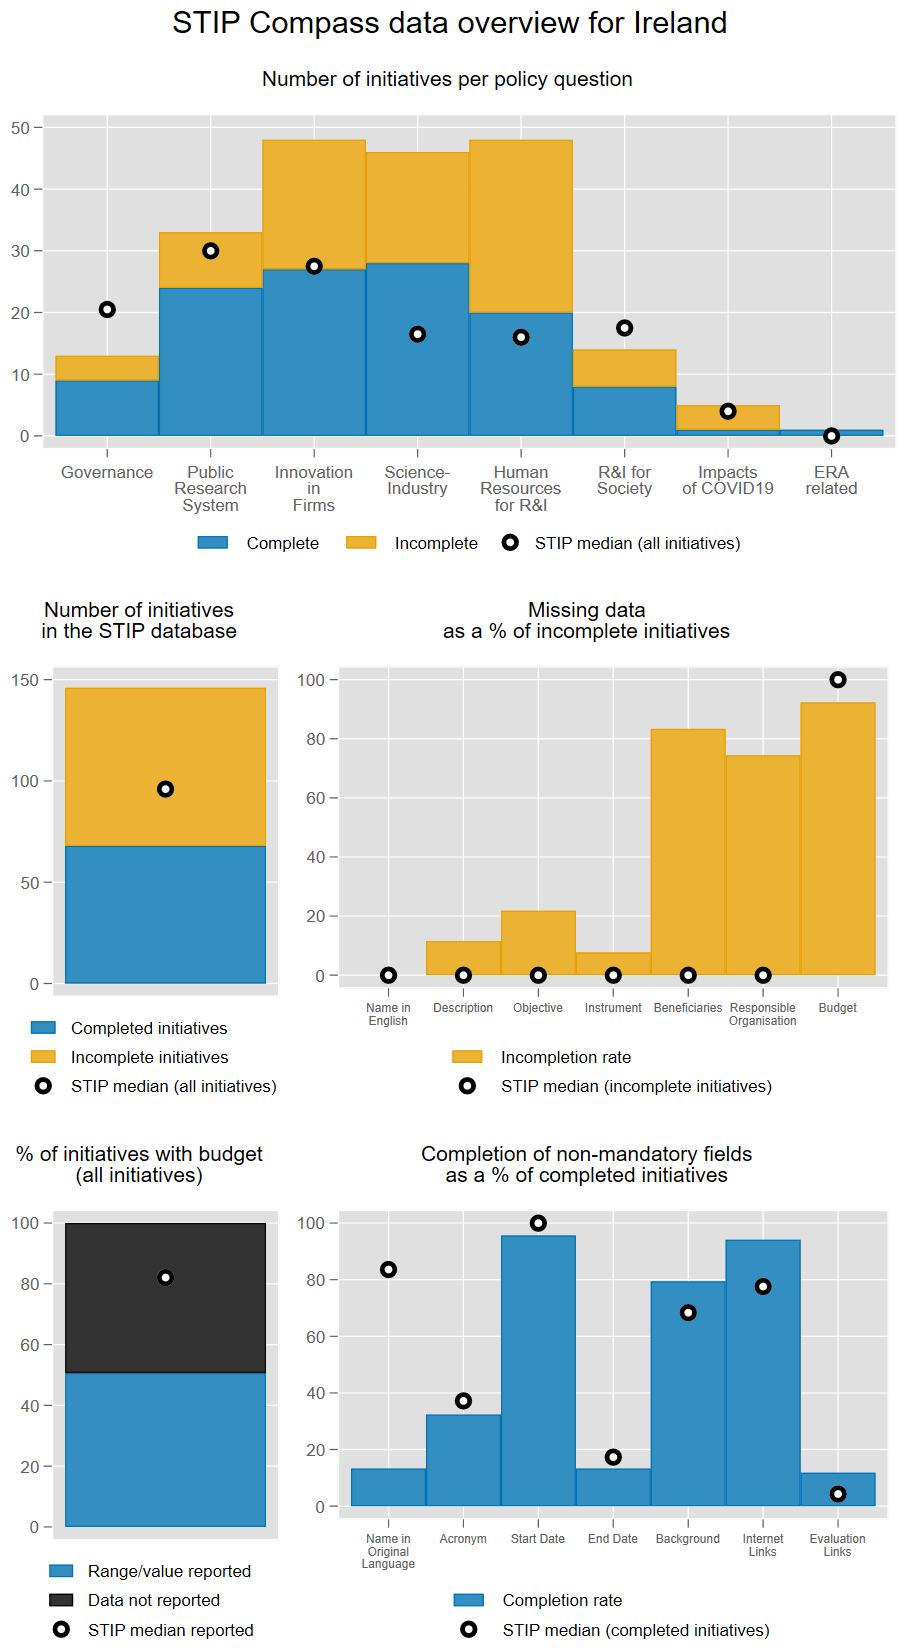 STIP Compass data overview for Ireland
Number of initiatives per policy question
50
40
30
20
10
0
Governance
Public
Research
System
Innovation
in
Firms
Science-
Industry
Human
Resources
for R&I
R&I for
Society
Impacts
of COVID19
ERA
related
Complete
Incomplete
STIP median (all initiatives)
Number of initiatives
in the STIP database
150
100
50
0
Completed initiatives
Incomplete initiatives
STIP median (all initiatives)
Missing data
as a % of incomplete initiatives
100
80
60
40
20
0
Name in
English
Description
Objective
Instrument
Beneficiaries
Responsible
Organisation
Budget
Incompletion rate
STIP median (incomplete initiatives)
% of initiatives with budget
(all initiatives)
100
80
60
40
20
0
Range/value reported
Data not reported
STIP median reported
Completion of non-mandatory fields
as a % of completed initiatives
100
80
60
40
20
0
Name in
Original
Language
Acronym
Start Date
End Date
Background
Internet
Links
Evaluation
Links
Completion rate
STIP median (completed initiatives)